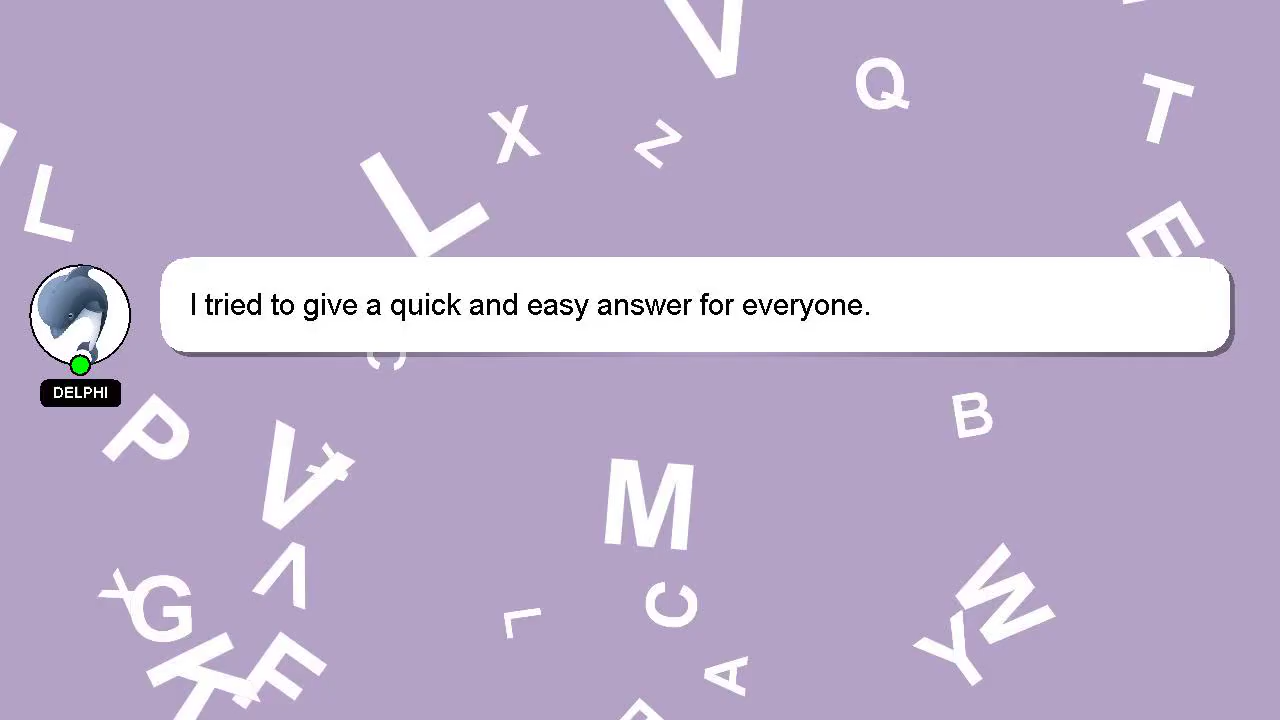 V
Q
T
X
Z
L
L
E
I tried to give a quick and easy answer for everyone.
DELPHI
C
B
P
V
M
V
W
X
G
C
L
Y
K
F
A